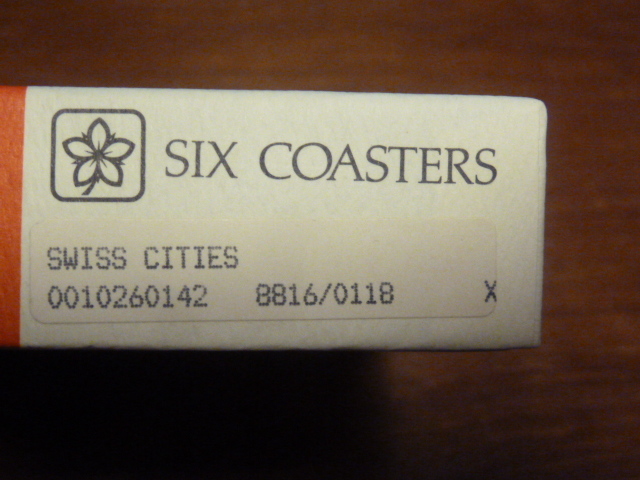 SIX COASTERS
SWISS CITIES
0010260142 8816/0118 X